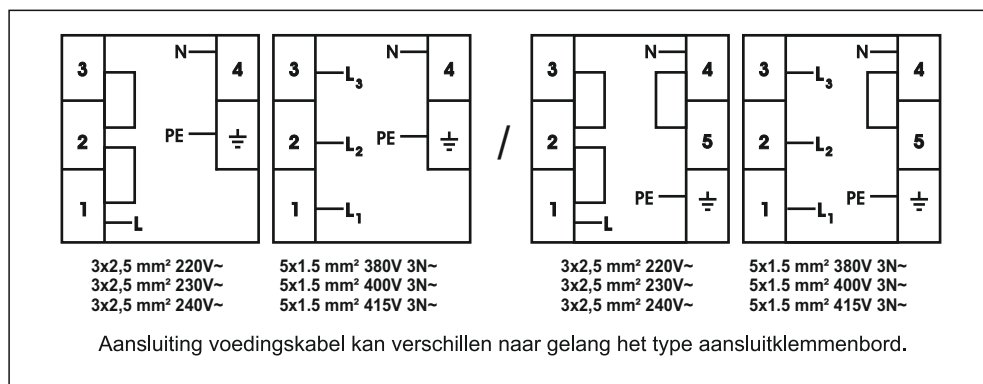 3 N 4
2 PE ⏚
1 L
3x2,5 mm² 220V~
3x2,5 mm² 230V~
3x2,5 mm² 240V~
3 L₃ 4 N
2 L₂ PE ⏚
1 L₁
5x1.5 mm² 380V 3N~
5x1.5 mm² 400V 3N~
5x1.5 mm² 415V 3N~
/
3 N 4
2 5
1 L PE ⏚
3x2,5 mm² 220V~
3x2,5 mm² 230V~
3x2,5 mm² 240V~
3 L₃ N 4
2 L₂ 5
1 L₁ PE ⏚
5x1.5 mm² 380V 3N~
5x1.5 mm² 400V 3N~
5x1.5 mm² 415V 3N~
Aansluiting voedingskabel kan verschillen naar gelang het type aansluitklemmenbord.